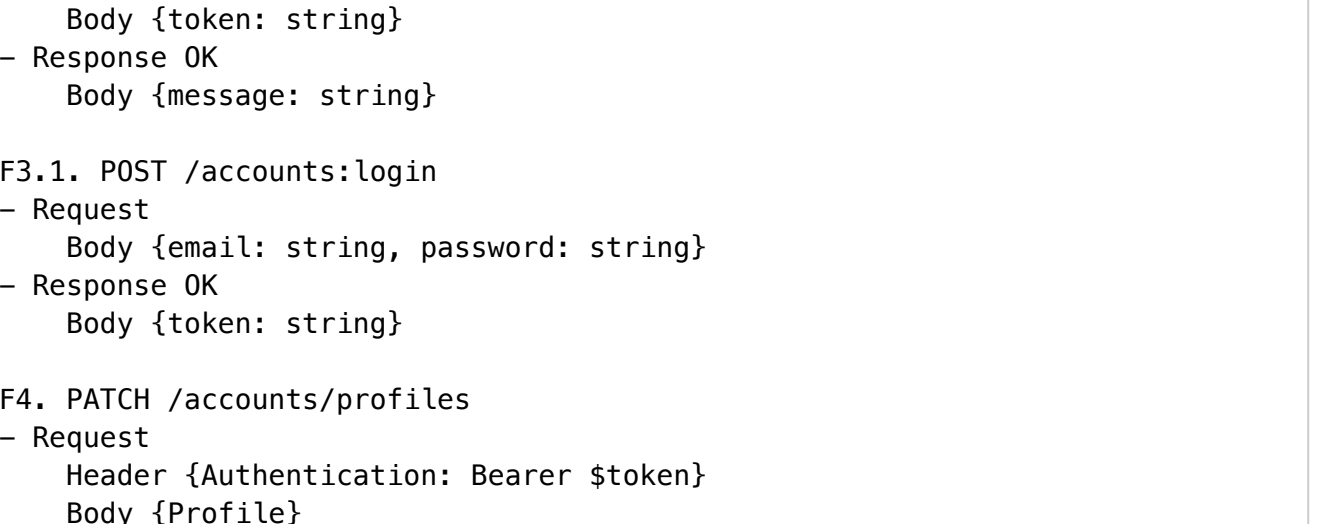 Body {token: string}
– Response OK
Body {message: string}
F3.1. POST /accounts:login
– Request
Body {email: string, password: string}
– Response OK
Body {token: string}
F4. PATCH /accounts/profiles
– Request
Header {Authentication: Bearer $token}
Body {Profile}